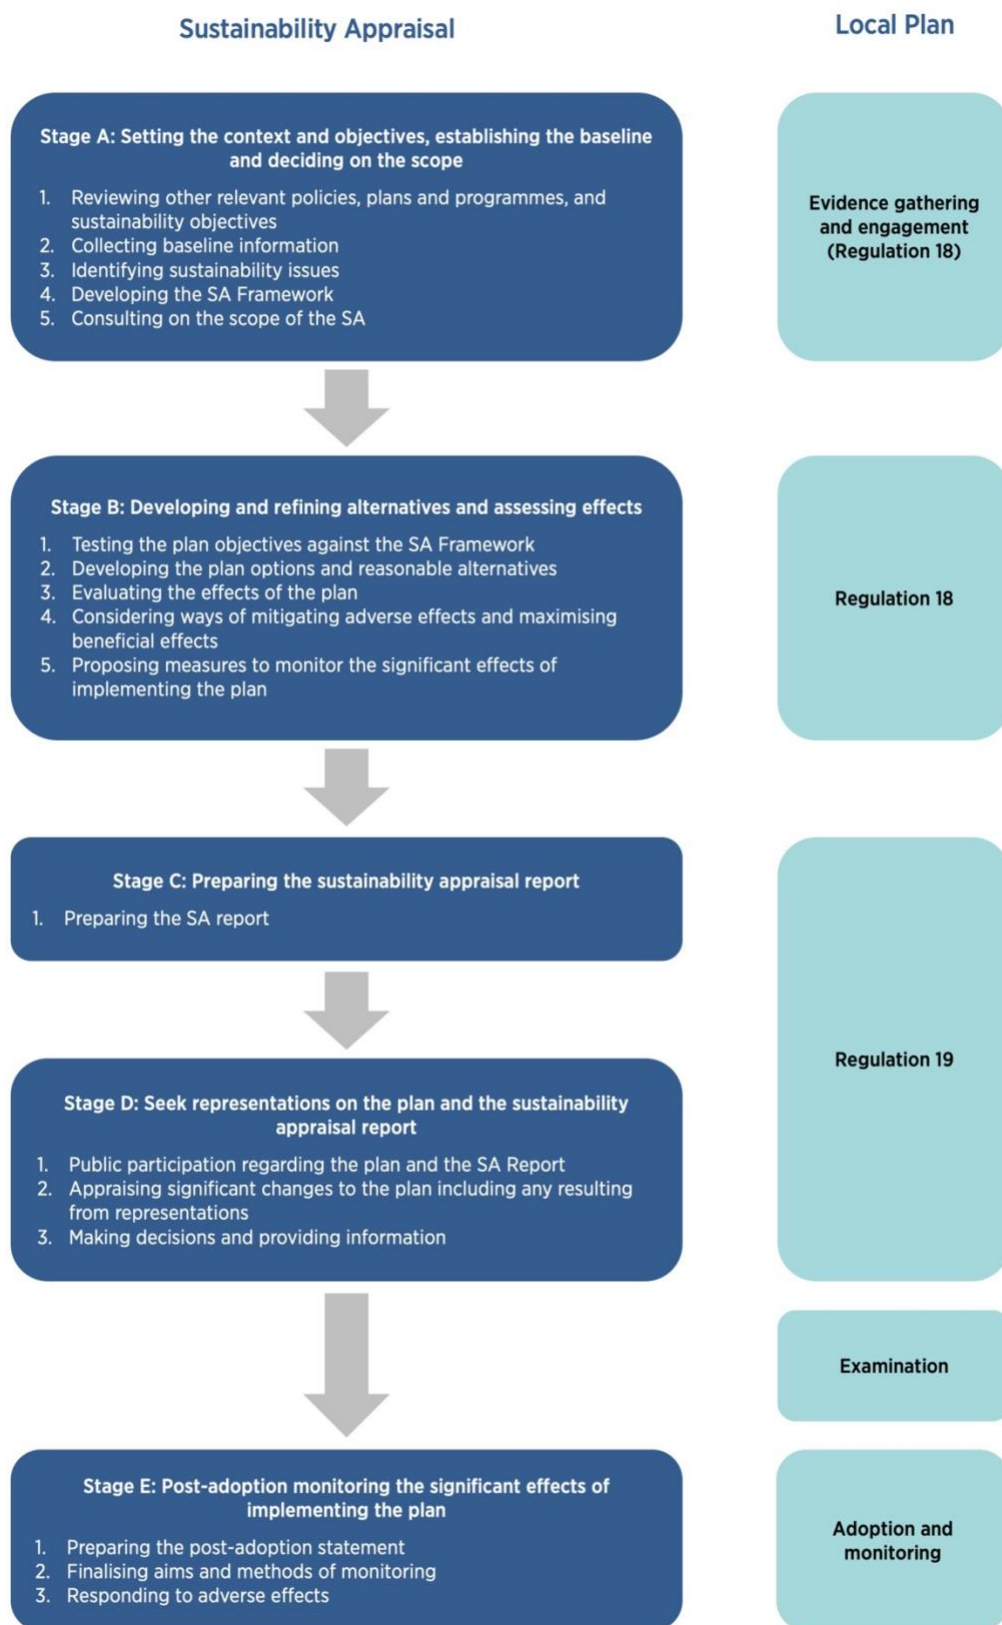 Sustainability Appraisal
Local Plan
Stage A: Setting the context and objectives, establishing the baseline
and deciding on the scope
1. Reviewing other relevant policies, plans and programmes, and
sustainability objectives
2. Collecting baseline information
3. Identifying sustainability issues
4. Developing the SA Framework
5. Consulting on the scope of the SA
Evidence gathering
and engagement
(Regulation 18)
Stage B: Developing and refining alternatives and assessing effects
1. Testing the plan objectives against the SA Framework
2. Developing the plan options and reasonable alternatives
3. Evaluating the effects of the plan
4. Considering ways of mitigating adverse effects and maximising
beneficial effects
5. Proposing measures to monitor the significant effects of
implementing the plan
Regulation 18
Stage C: Preparing the sustainability appraisal report
1. Preparing the SA report
Stage D: Seek representations on the plan and the sustainability
appraisal report
1. Public participation regarding the plan and the SA Report
2. Appraising significant changes to the plan including any resulting
from representations
3. Making decisions and providing information
Regulation 19
Examination
Stage E: Post-adoption monitoring the significant effects of
implementing the plan
1. Preparing the post-adoption statement
2. Finalising aims and methods of monitoring
3. Responding to adverse effects
Adoption and
monitoring